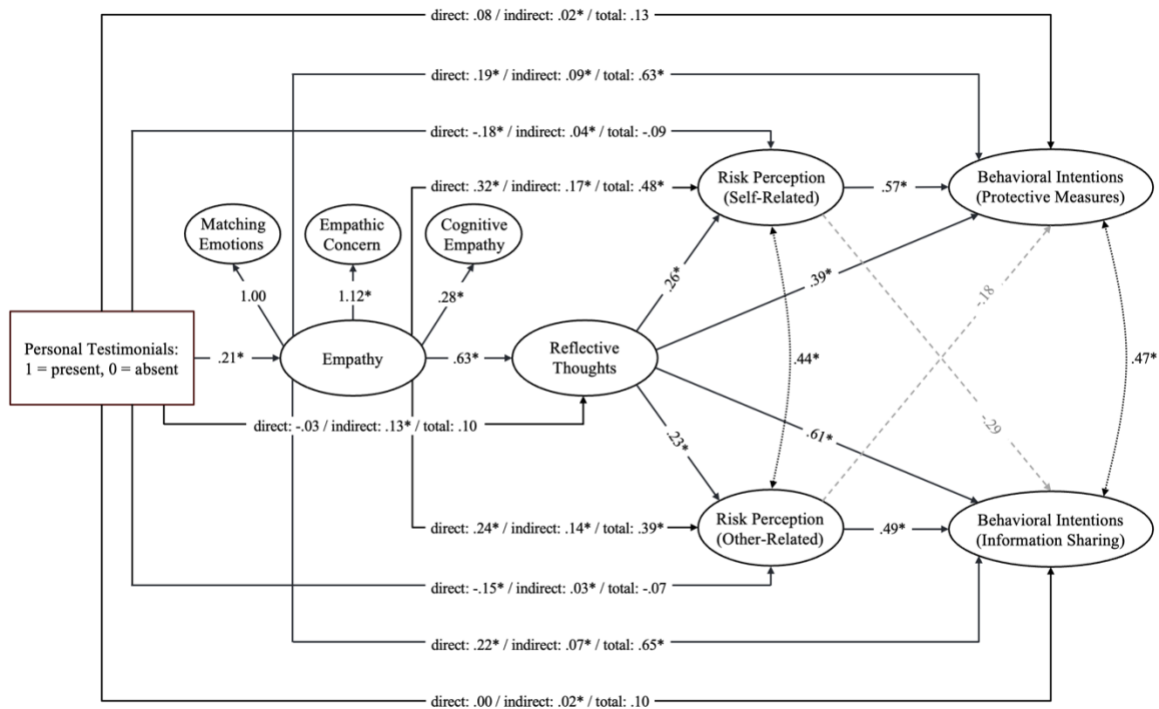 direct: .08 / indirect: .02* / total: .13
direct: .19* / indirect: .09* / total: .63*
direct: -.18* / indirect: .04* / total: -.09
direct: .32* / indirect: .17* / total: .48*
Risk Perception
(Self-Related)
.57*
Behavioral Intentions
(Protective Measures)
Matching
Emotions
Empathic
Concern
Cognitive
Empathy
1.00
1.12*
.28*
.26*
.39*
-.18
Personal Testimonials:
1 = present, 0 = absent
.21*
Empathy
.63*
Reflective
Thoughts
.44*
.47*
direct: -.03 / indirect: .13* / total: .10
.23*
.61*
-.29
direct: .24* / indirect: .14* / total: .39*
Risk Perception
(Other-Related)
.49*
Behavioral Intentions
(Information Sharing)
direct: -.15* / indirect: .03* / total: -.07
direct: .22* / indirect: .07* / total: .65*
direct: .00 / indirect: .02* / total: .10